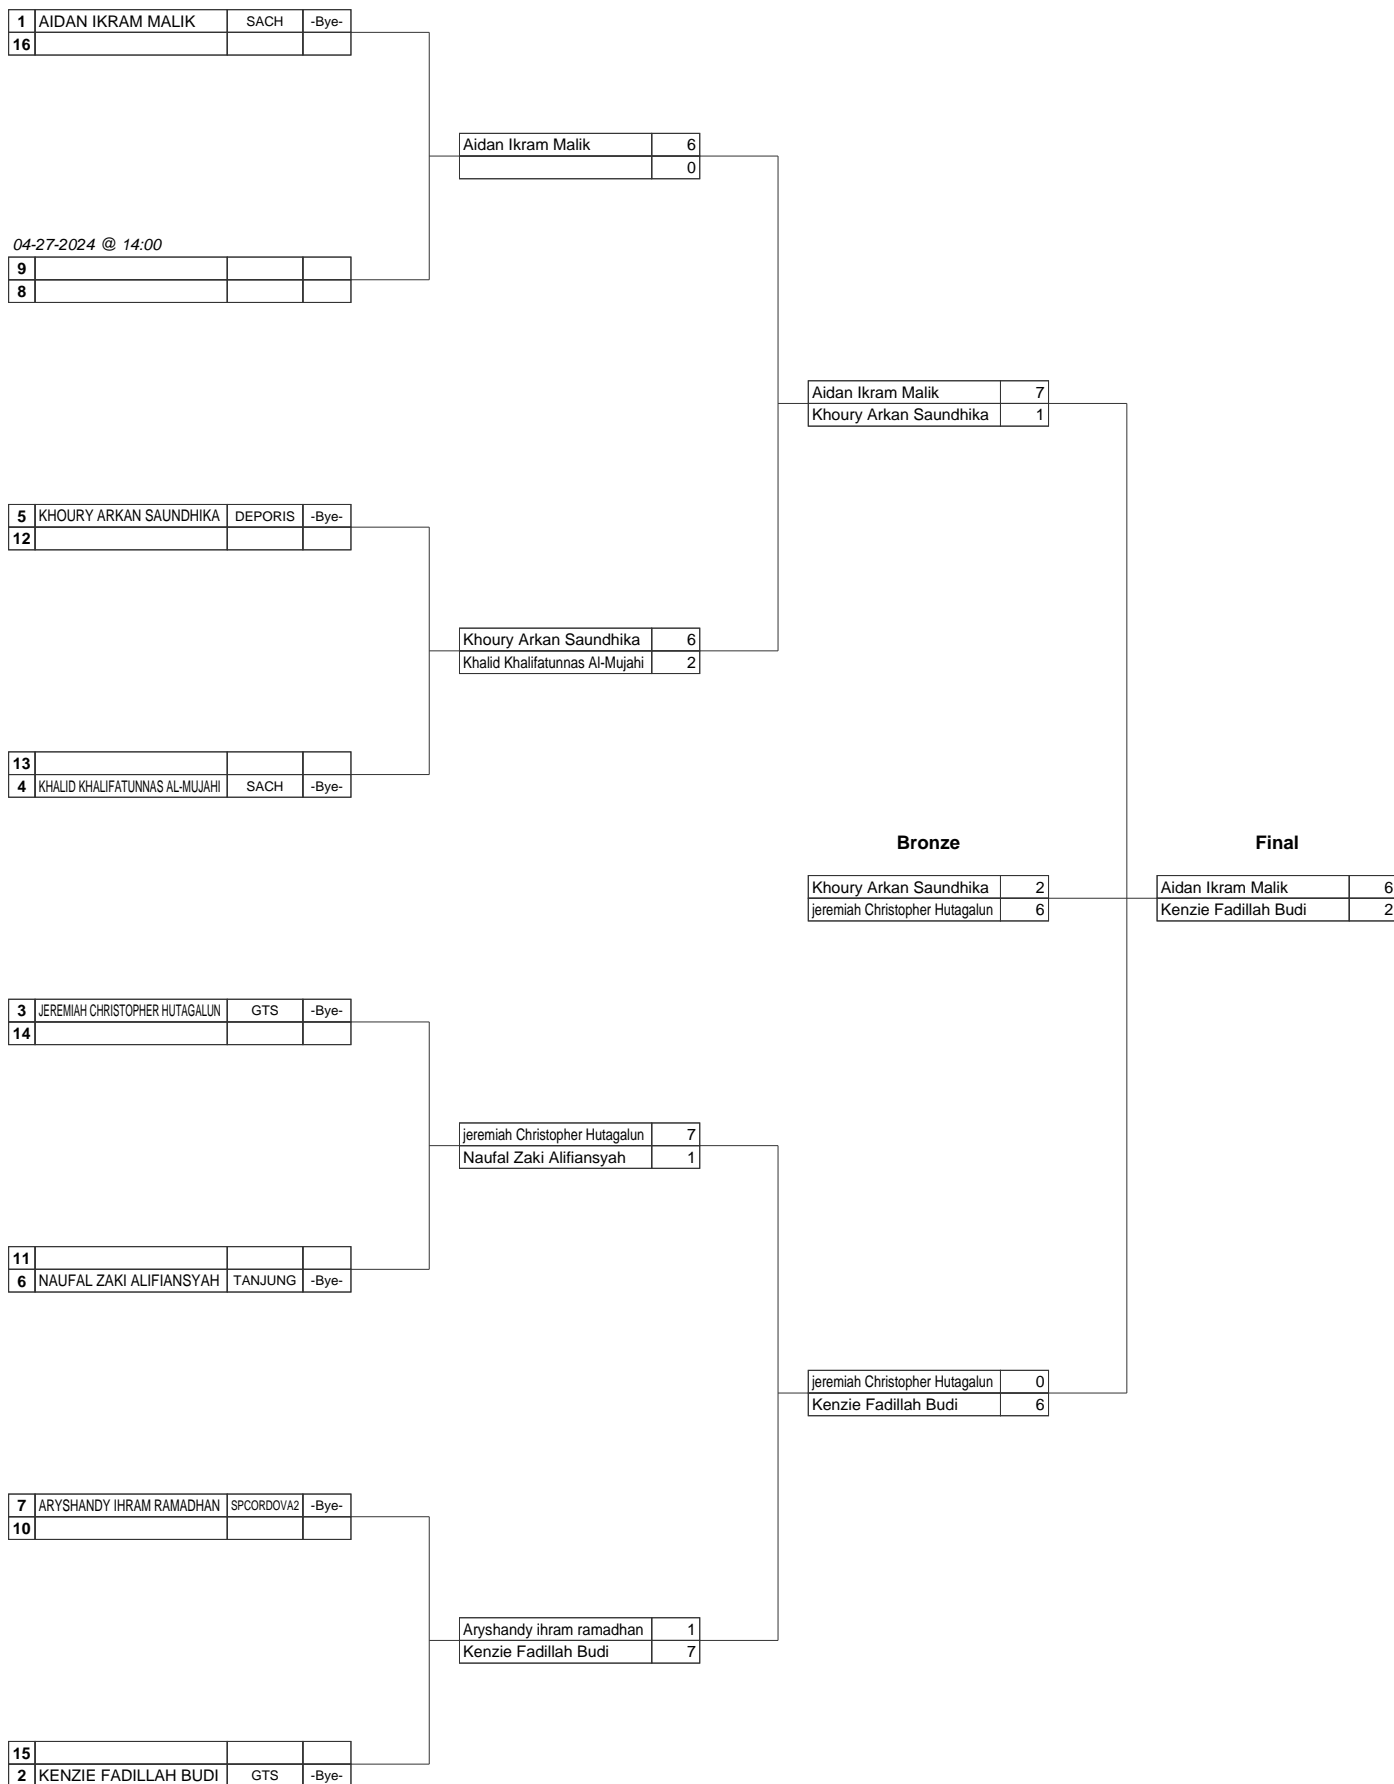 1 AIDAN IKRAM MALIK SACH -Bye-
16
Aidan Ikram Malik 6
0
04-27-2024 @ 14:00
9
8
Aidan Ikram Malik 7
Khoury Arkan Saundhika 1
5 KHOURY ARKAN SAUNDHIKA DEPORIS -Bye-
12
Khoury Arkan Saundhika 6
Khalid Khalifatunnas Al-Mujahi 2
13
4 KHALID KHALIFATUNNAS AL-MUJAHI SACH -Bye-
Bronze Final
Khoury Arkan Saundhika 2 Aidan Ikram Malik 6
jeremiah Christopher Hutagalun 6 Kenzie Fadillah Budi 2
3 JEREMIAH CHRISTOPHER HUTAGALUN GTS -Bye-
14
jeremiah Christopher Hutagalun 7
Naufal Zaki Alifiansyah 1
11
6 NAUFAL ZAKI ALIFIANSYAH TANJUNG -Bye-
jeremiah Christopher Hutagalun 0
Kenzie Fadillah Budi 6
7 ARYSHANDY IHRAM RAMADHAN SPCORDOVA2 -Bye-
10
Aryshandy ihram ramadhan 1
Kenzie Fadillah Budi 7
15
2 KENZIE FADILLAH BUDI GTS -Bye-